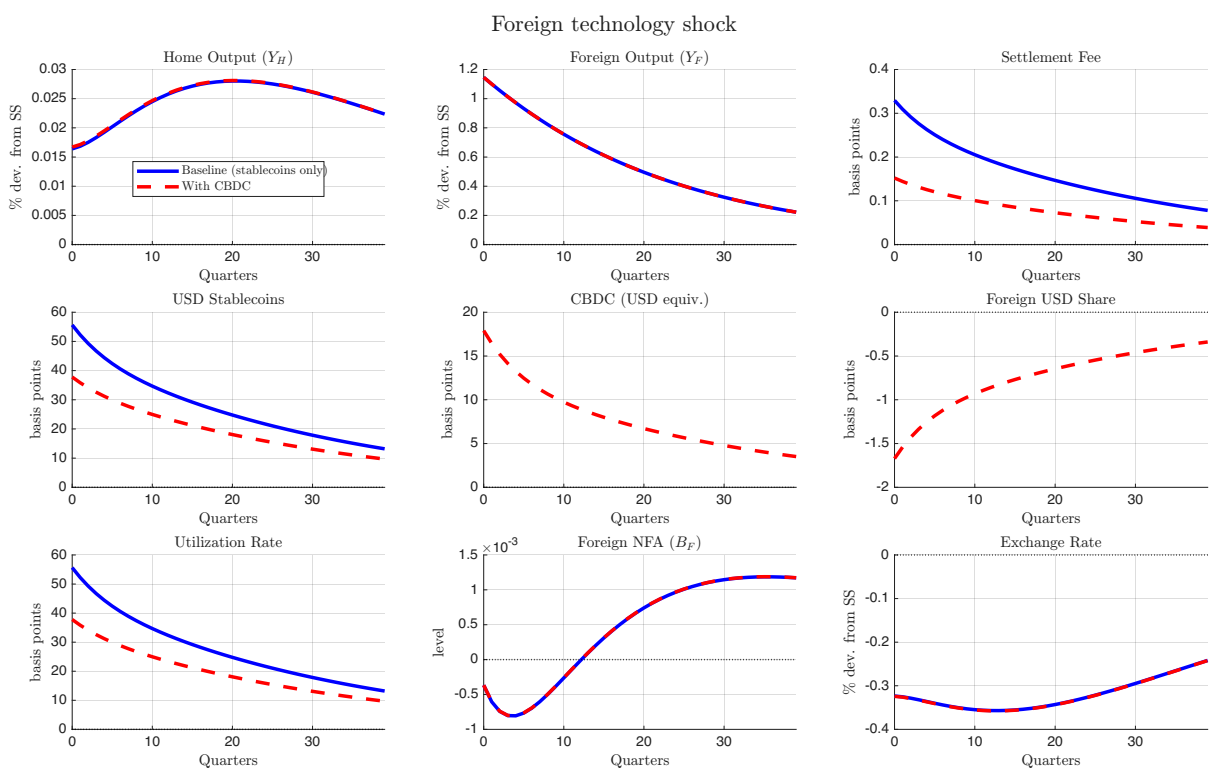 Foreign technology shock
Home Output (Y_H)
% dev. from SS
0.03
0.025
0.02
0.015
0.01
0.005
0
Baseline (stablecoins only)
With CBDC
0 10 20 30
Quarters
Foreign Output (Y_F)
% dev. from SS
1.2
1
0.8
0.6
0.4
0.2
0 10 20 30
Quarters
Settlement Fee
basis points
0.4
0.3
0.2
0.1
0
0 10 20 30
Quarters
USD Stablecoins
basis points
60
50
40
30
20
10
0
0 10 20 30
Quarters
CBDC (USD equiv.)
basis points
20
15
10
5
0
0 10 20 30
Quarters
Foreign USD Share
basis points
0
-0.5
-1
-1.5
-2
0 10 20 30
Quarters
Utilization Rate
basis points
60
50
40
30
20
10
0
0 10 20 30
Quarters
Foreign NFA (B_F)
×10⁻³
level
1.5
1
0.5
0
-0.5
-1
0 10 20 30
Quarters
Exchange Rate
% dev. from SS
0
-0.1
-0.2
-0.3
-0.4
0 10 20 30
Quarters